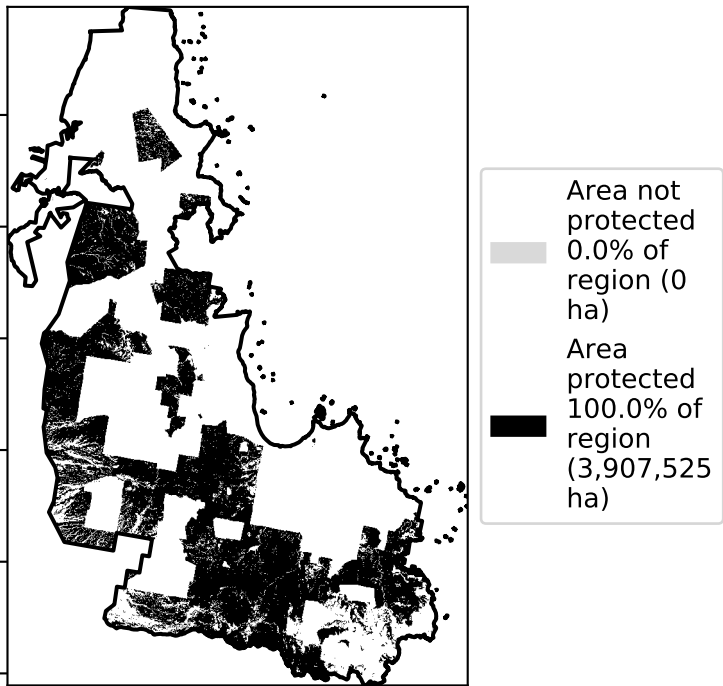 Area not
protected
0.0% of
region (0
ha)
Area
protected
100.0% of
region
(3,907,525
ha)